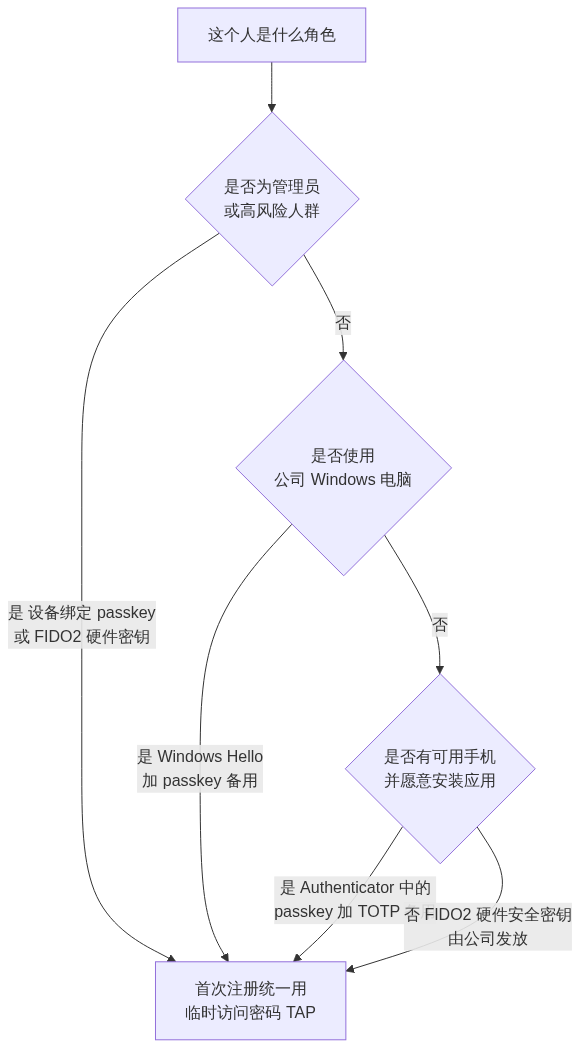 这个人是什么角色
是否为管理员
或高风险人群
否
是否使用
公司 Windows 电脑
是 设备绑定 passkey
或 FIDO2 硬件密钥
否
是 Windows Hello
加 passkey 备用
是否有可用手机
并愿意安装应用
是 Authenticator 中的
passkey 加 TOTP
否 FIDO2 硬件安全密钥
由公司发放
首次注册统一用
临时访问密码 TAP